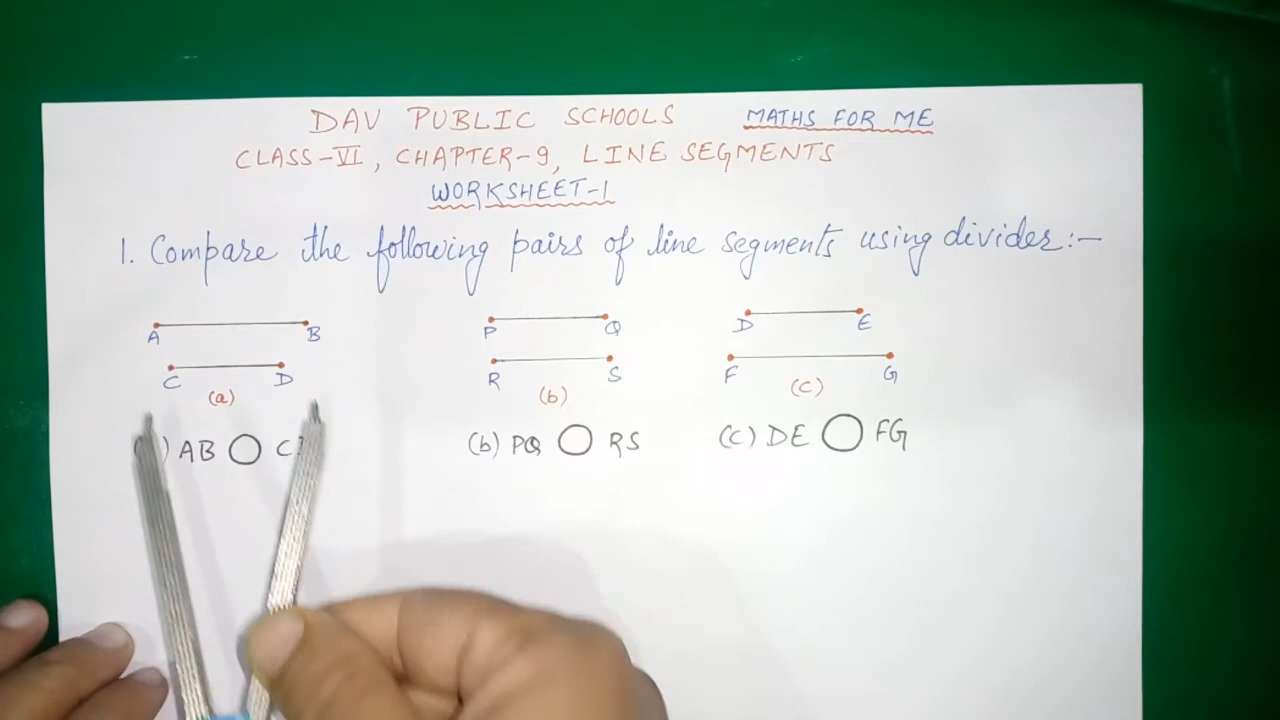 DAV PUBLIC SCHOOLS MATHS FOR ME
CLASS-VI, CHAPTER-9, LINE SEGMENTS
WORKSHEET-1
1. Compare the following pairs of line segments using divider:-
A B
C D
(a)
P Q
R S
(b)
D E
F G
(c)
) AB ○ C
(b) PQ ○ RS
(c) DE ○ FG